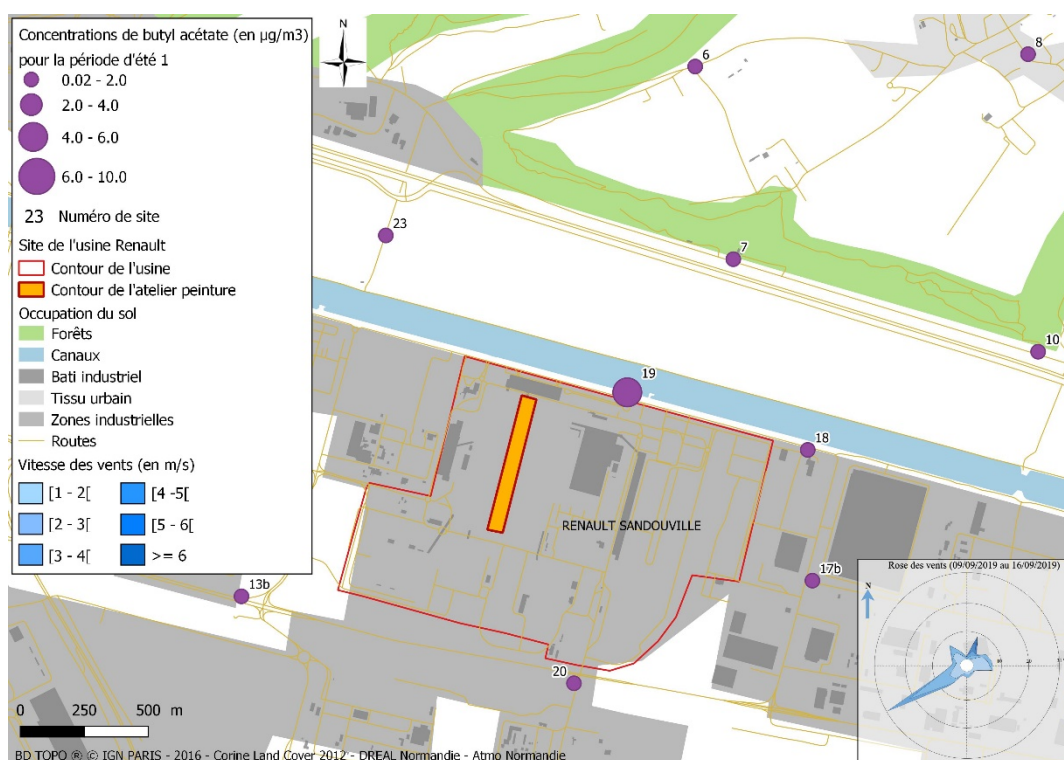 Concentrations de butyl acétate (en µg/m3)
pour la période d'été 1
0.02 - 2.0
2.0 - 4.0
4.0 - 6.0
6.0 - 10.0
23 Numéro de site
Site de l'usine Renault
Contour de l'usine
Contour de l'atelier peinture
Occupation du sol
Forêts
Canaux
Bati industriel
Tissu urbain
Zones industrielles
Routes
Vitesse des vents (en m/s)
[1 - 2[ [4 -5[
[2 - 3[ [5 - 6[
[3 - 4[ >= 6
N
6
8
23
7
10
19
18
RENAULT SANDOUVILLE
17b
13b
20
Rose des vents (09/09/2019 au 16/09/2019)
N
0 250 500 m
BD TOPO ® © IGN PARIS - 2016 - Corine Land Cover 2012 - DREAL Normandie - Atmo Normandie